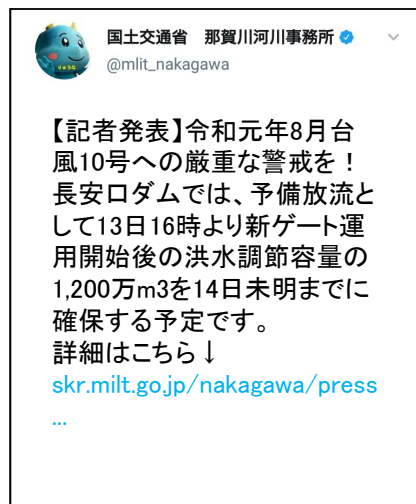 国土交通省　那賀川河川事務所
@mlit_nakagawa
りゅうな
【記者発表】令和元年8月台
風10号への厳重な警戒を！
長安口ダムでは、予備放流と
して13日16時より新ゲート運
用開始後の洪水調節容量の
1,200万m3を14日未明までに
確保する予定です。
詳細はこちら↓
skr.milt.go.jp/nakagawa/press
...